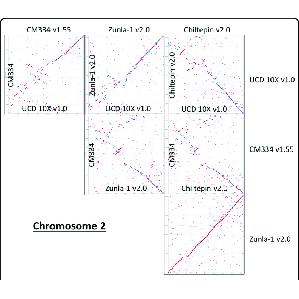 CM334 v1.55 Zunla-1 v2.0 Chiltepin v2.0
CM334
Zunla-1 v2.0
Chiltepin v2.0
UCD 10X v1.0
UCD 10X v1.0 UCD 10X v1.0 UCD 10X v1.0
CM334
CM334
CM334 v1.55
Zunla-1 v2.0 Chiltepin v2.0
Chromosome 2
Zunla-1 v2.0